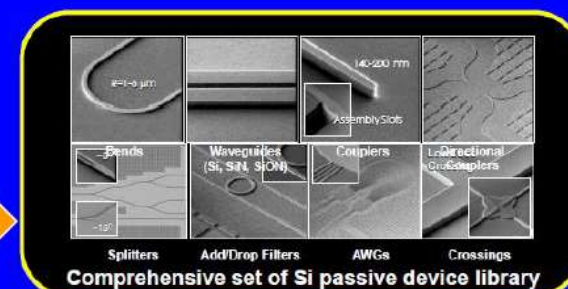 R=1-5 μm
140-200 nm
Assembly Slots
Bends
Waveguides
(Si, SiN, SiON)
Couplers
Directional
Couplers
Splitters
Add/Drop Filters
AWGs
Crossings
Comprehensive set of Si passive device library